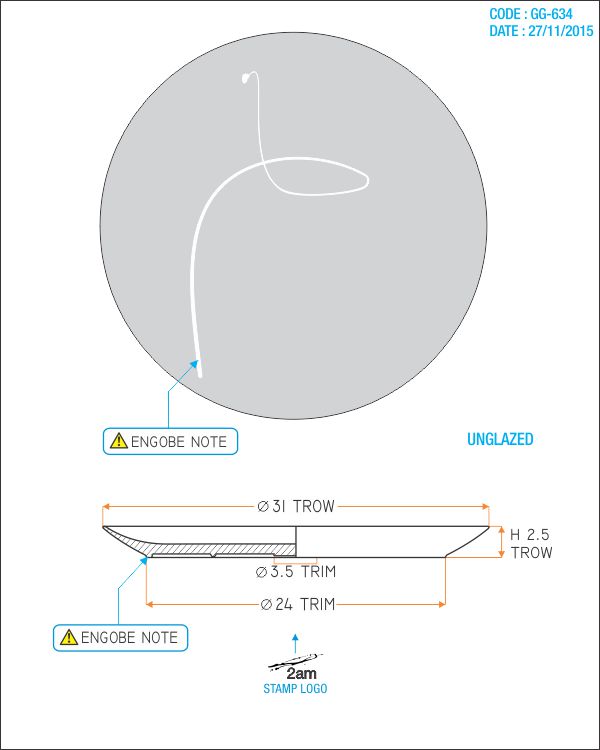 CODE : GG-634
DATE : 27/11/2015
ENGOBE NOTE
UNGLAZED
Ø 31 TROW
H 2.5
TROW
Ø 3.5 TRIM
Ø 24 TRIM
ENGOBE NOTE
2am
STAMP LOGO